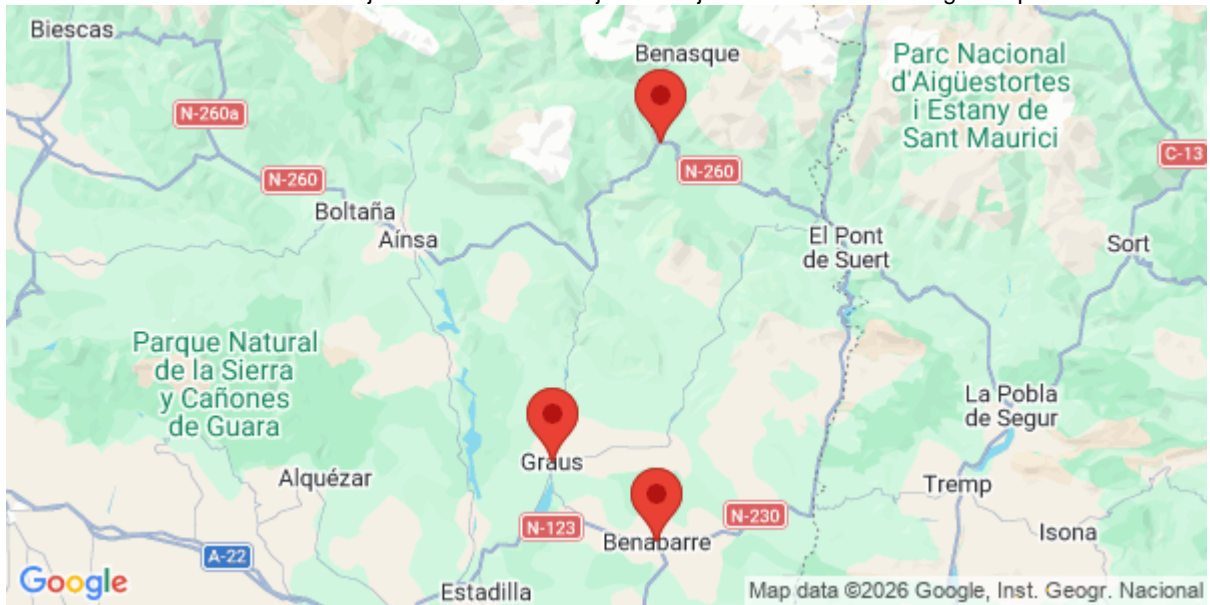 Biescas
Benasque
Parc Nacional
d'Aigüestortes
i Estany de
Sant Maurici
N-260a
C-13
N-260
N-260
Boltaña
Aínsa
El Pont
de Suert
Sort
Parque Natural
de la Sierra
y Cañones
de Guara
La Pobla
de Segur
Graus
Alquézar
Tremp
N-123
N-230
Isona
Benabarre
A-22
Estadilla
Google
Map data ©2026 Google, Inst. Geogr. Nacional